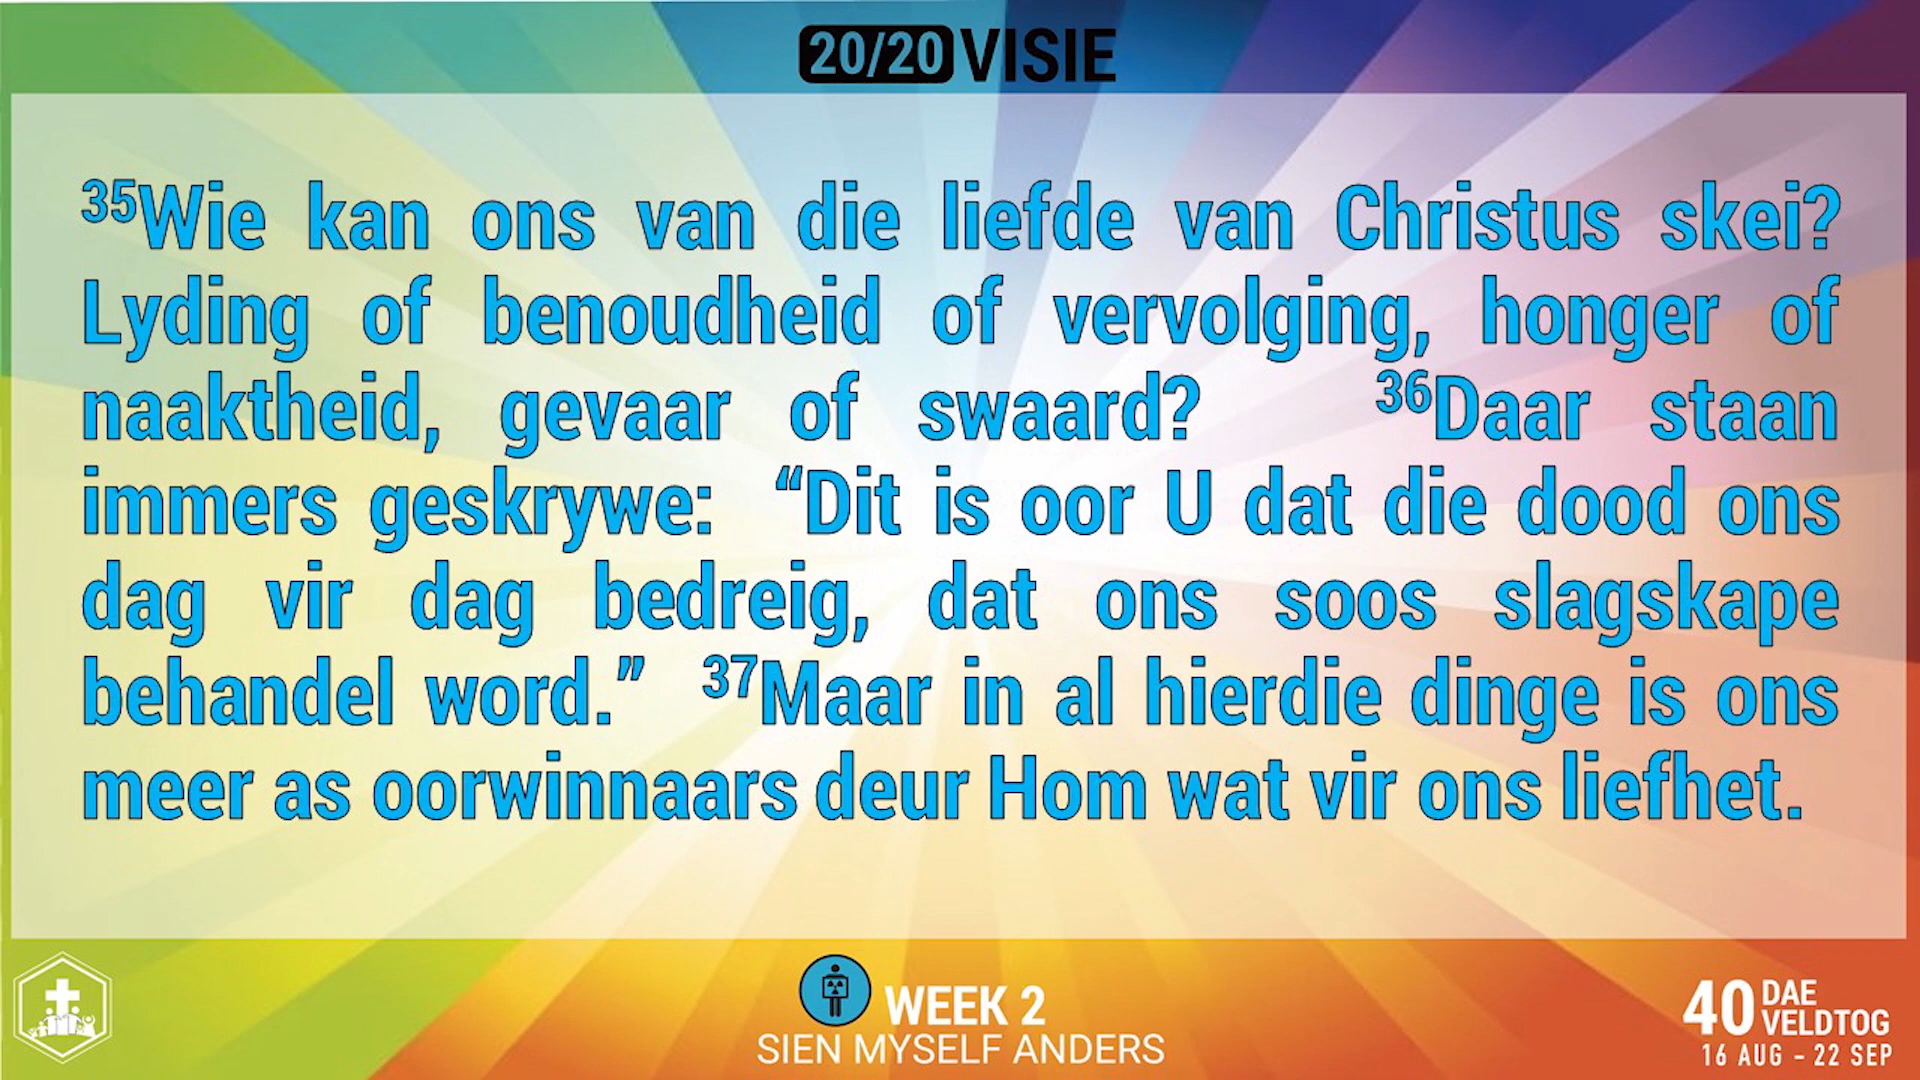 20/20 VISIE
³⁵Wie kan ons van die liefde van Christus skei?
Lyding of benoudheid of vervolging, honger of
naaktheid, gevaar of swaard? ³⁶Daar staan
immers geskrywe: “Dit is oor U dat die dood ons
dag vir dag bedreig, dat ons soos slagskape
behandel word.” ³⁷Maar in al hierdie dinge is ons
meer as oorwinnaars deur Hom wat vir ons liefhet.
WEEK 2
SIEN MYSELF ANDERS
40 DAE
VELDTOG
16 AUG - 22 SEP